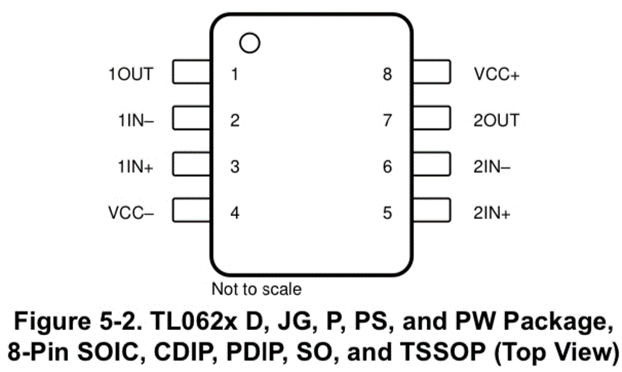 1OUT 1 8 VCC+
1IN– 2 7 2OUT
1IN+ 3 6 2IN–
VCC– 4 5 2IN+
Not to scale
Figure 5-2. TL062x D, JG, P, PS, and PW Package,
8-Pin SOIC, CDIP, PDIP, SO, and TSSOP (Top View)